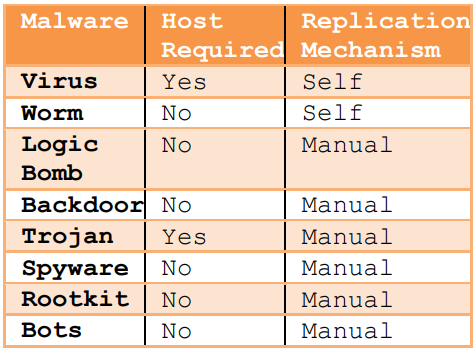 Malware Host Required Replication Mechanism
Virus Yes Self
Worm No Self
Logic Bomb No Manual
Backdoor No Manual
Trojan Yes Manual
Spyware No Manual
Rootkit No Manual
Bots No Manual